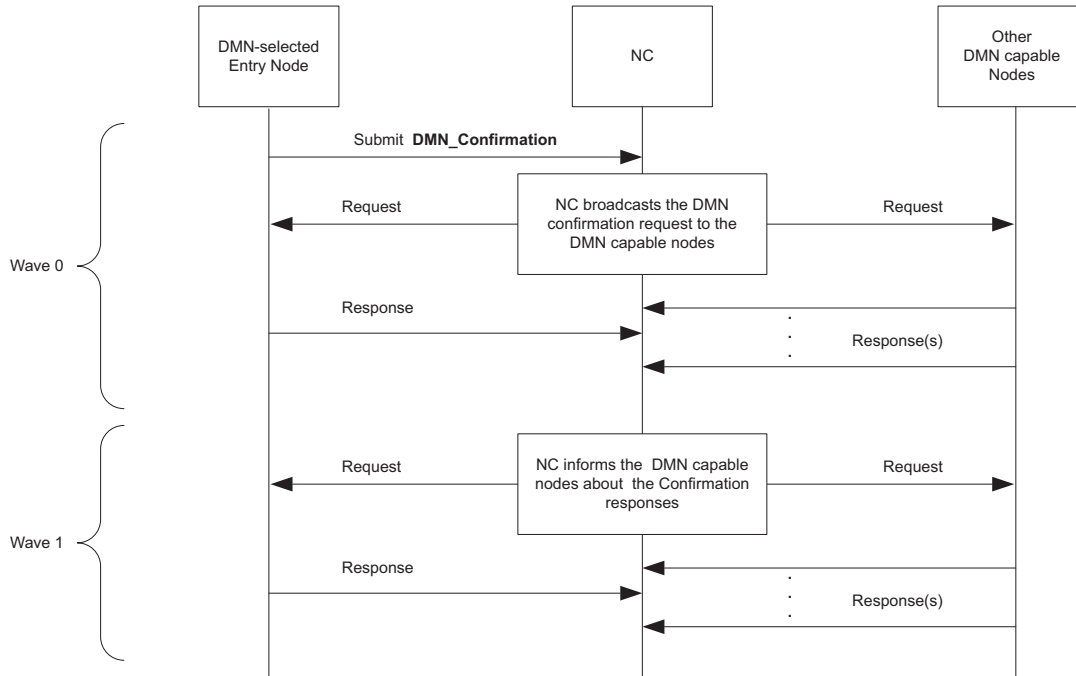 DMN-selected
Entry Node
NC
Other
DMN capable
Nodes
Submit DMN_Confirmation
Request
NC broadcasts the DMN
confirmation request to the
DMN capable nodes
Request
Wave 0
Response
Response(s)
Request
NC informs the DMN capable
nodes about the Confirmation
responses
Request
Wave 1
Response
Response(s)